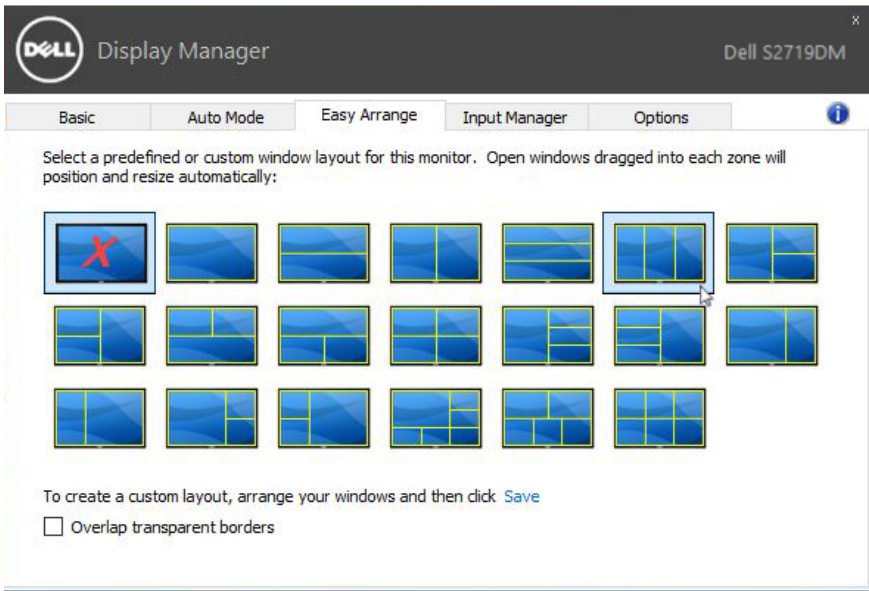 x
DELL Display Manager Dell S2719DM
Basic Auto Mode Easy Arrange Input Manager Options i
Select a predefined or custom window layout for this monitor. Open windows dragged into each zone will
position and resize automatically:
X
To create a custom layout, arrange your windows and then click Save
Overlap transparent borders